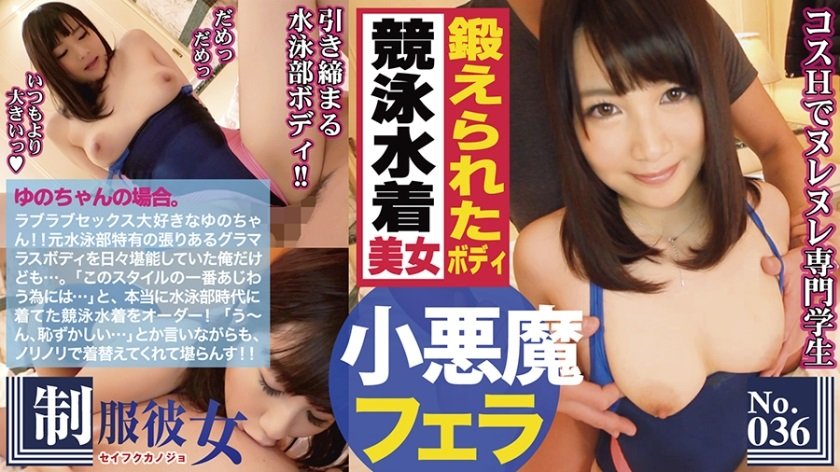 引き締まる
水泳部ボディ!!
だめっ
だめっ
いつもより
大きいっ♥
ゆのちゃんの場合。
ラブラブセックス大好きなゆのちゃ
ん!!元水泳部特有の張りあるグラマ
ラスボディを日々堪能していた俺だけ
ども…。「このスタイルの一番あじわ
う為には…」と、本当に水泳部時代に
着てた競泳水着をオーダー!「う〜
ん、恥ずかしい…」とか言いながらも、
ノリノリで着替えてくれて堪らんす!!
制服彼女
セイフクカノジョ
鍛えられたボディ
競泳水着美女
小悪魔
フェラ
コスHでヌレヌレ専門学生
No.
036